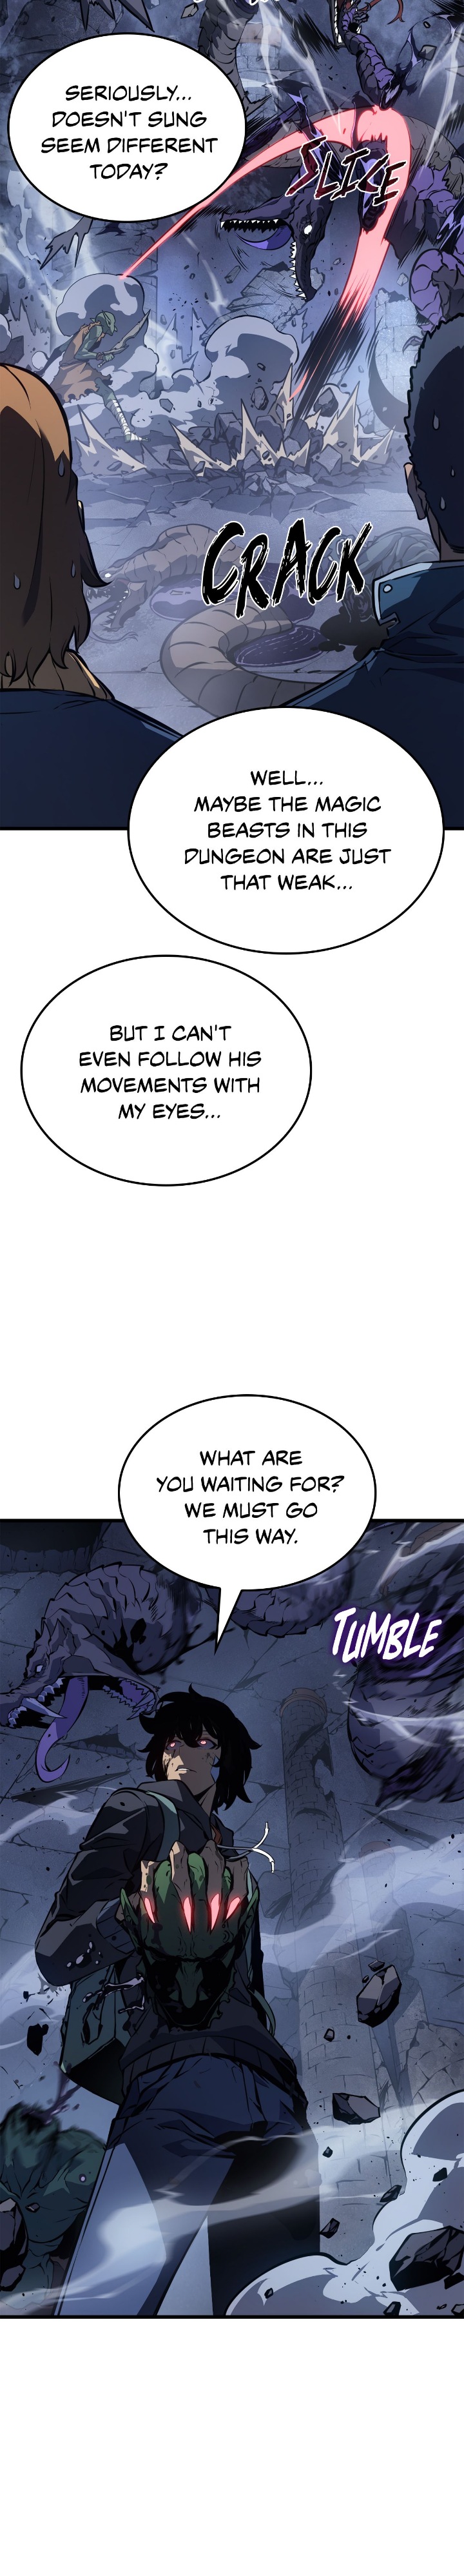 SERIOUSLY...
DOESN'T SUNG
SEEM DIFFERENT
TODAY?
SLICE
CRACK
WELL...
MAYBE THE MAGIC
BEASTS IN THIS
DUNGEON ARE JUST
THAT WEAK...
BUT I CAN'T
EVEN FOLLOW HIS
MOVEMENTS WITH
MY EYES...
WHAT ARE
YOU WAITING FOR?
WE MUST GO
THIS WAY.
TUMBLE